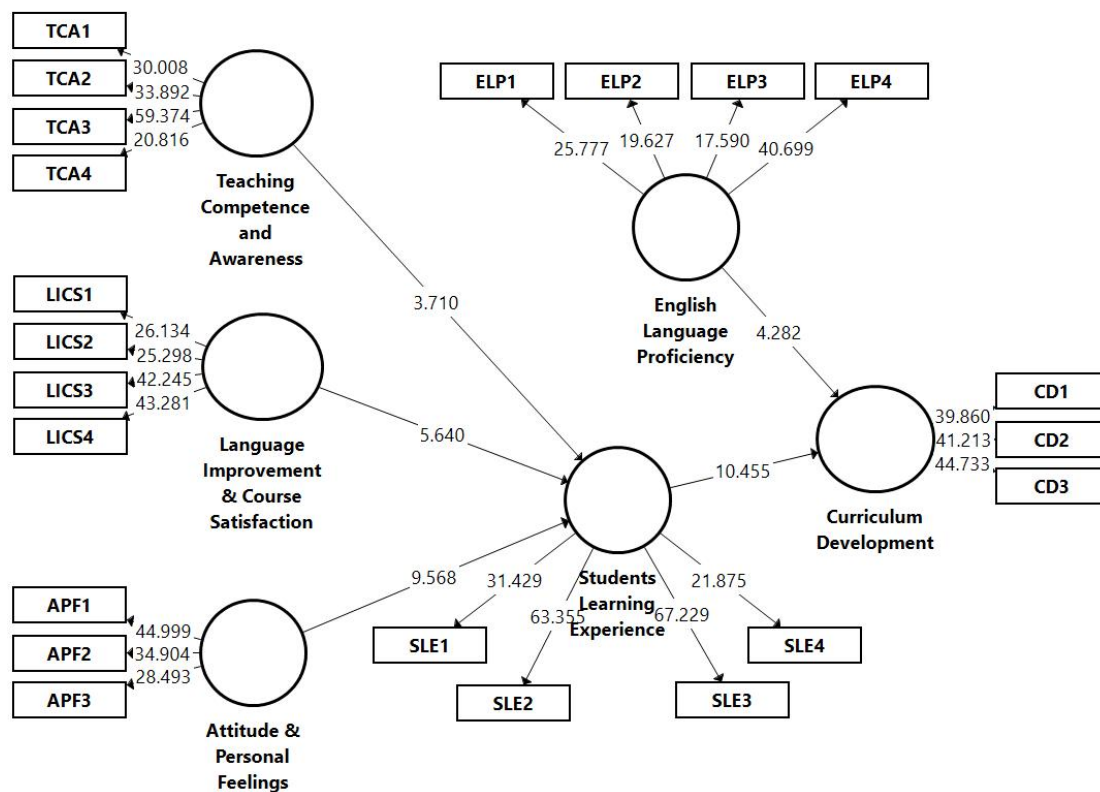 TCA1
30.008
TCA2
33.892
TCA3
59.374
TCA4
20.816
Teaching
Competence
and
Awareness
ELP1
ELP2
ELP3
ELP4
25.777
19.627
17.590
40.699
English
Language
Proficiency
3.710
4.282
LICS1
26.134
LICS2
25.298
LICS3
42.245
LICS4
43.281
Language
Improvement
& Course
Satisfaction
5.640
10.455
CD1
39.860
CD2
41.213
CD3
44.733
Curriculum
Development
APF1
44.999
APF2
34.904
APF3
28.493
Attitude &
Personal
Feelings
9.568
Students
Learning
Experience
31.429
63.355
67.229
21.875
SLE1
SLE2
SLE3
SLE4